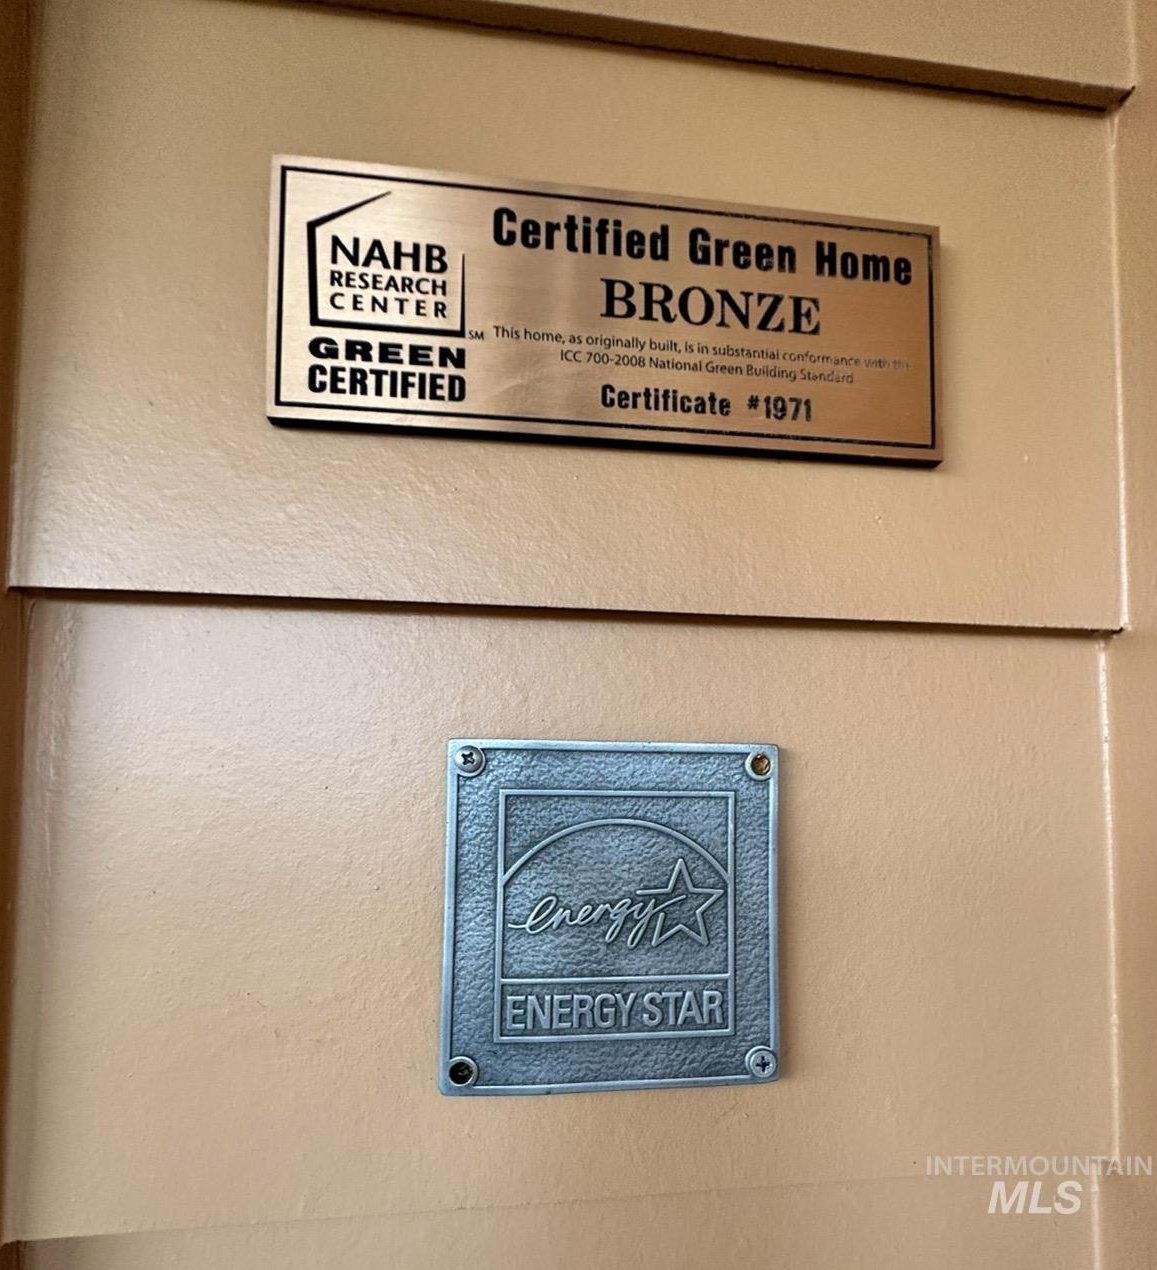 NAHB
RESEARCH
CENTER
SM
GREEN
CERTIFIED
Certified Green Home
BRONZE
This home, as originally built, is in substantial conformance with the
ICC 700-2008 National Green Building Standard
Certificate #1971
energy
ENERGY STAR
INTERMOUNTAIN
MLS